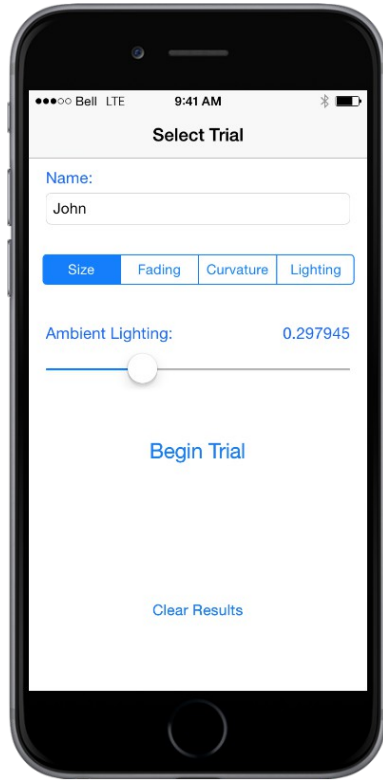 Bell LTE 9:41 AM
Select Trial
Name:
John
Size Fading Curvature Lighting
Ambient Lighting: 0.297945
Begin Trial
Clear Results